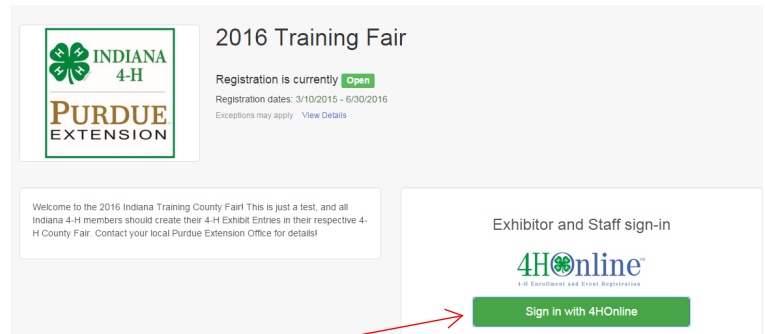 INDIANA
4-H
PURDUE
EXTENSION
2016 Training Fair
Registration is currently Open
Registration dates: 3/10/2015 - 6/30/2016
Exceptions may apply View Details
Welcome to the 2016 Indiana Training County Fair! This is just a test, and all
Indiana 4-H members should create their 4-H Exhibit Entries in their respective 4-
H County Fair. Contact your local Purdue Extension Office for details!
Exhibitor and Staff sign-in
4HOnline
4-H Enrollment and Event Registration
Sign in with 4HOnline